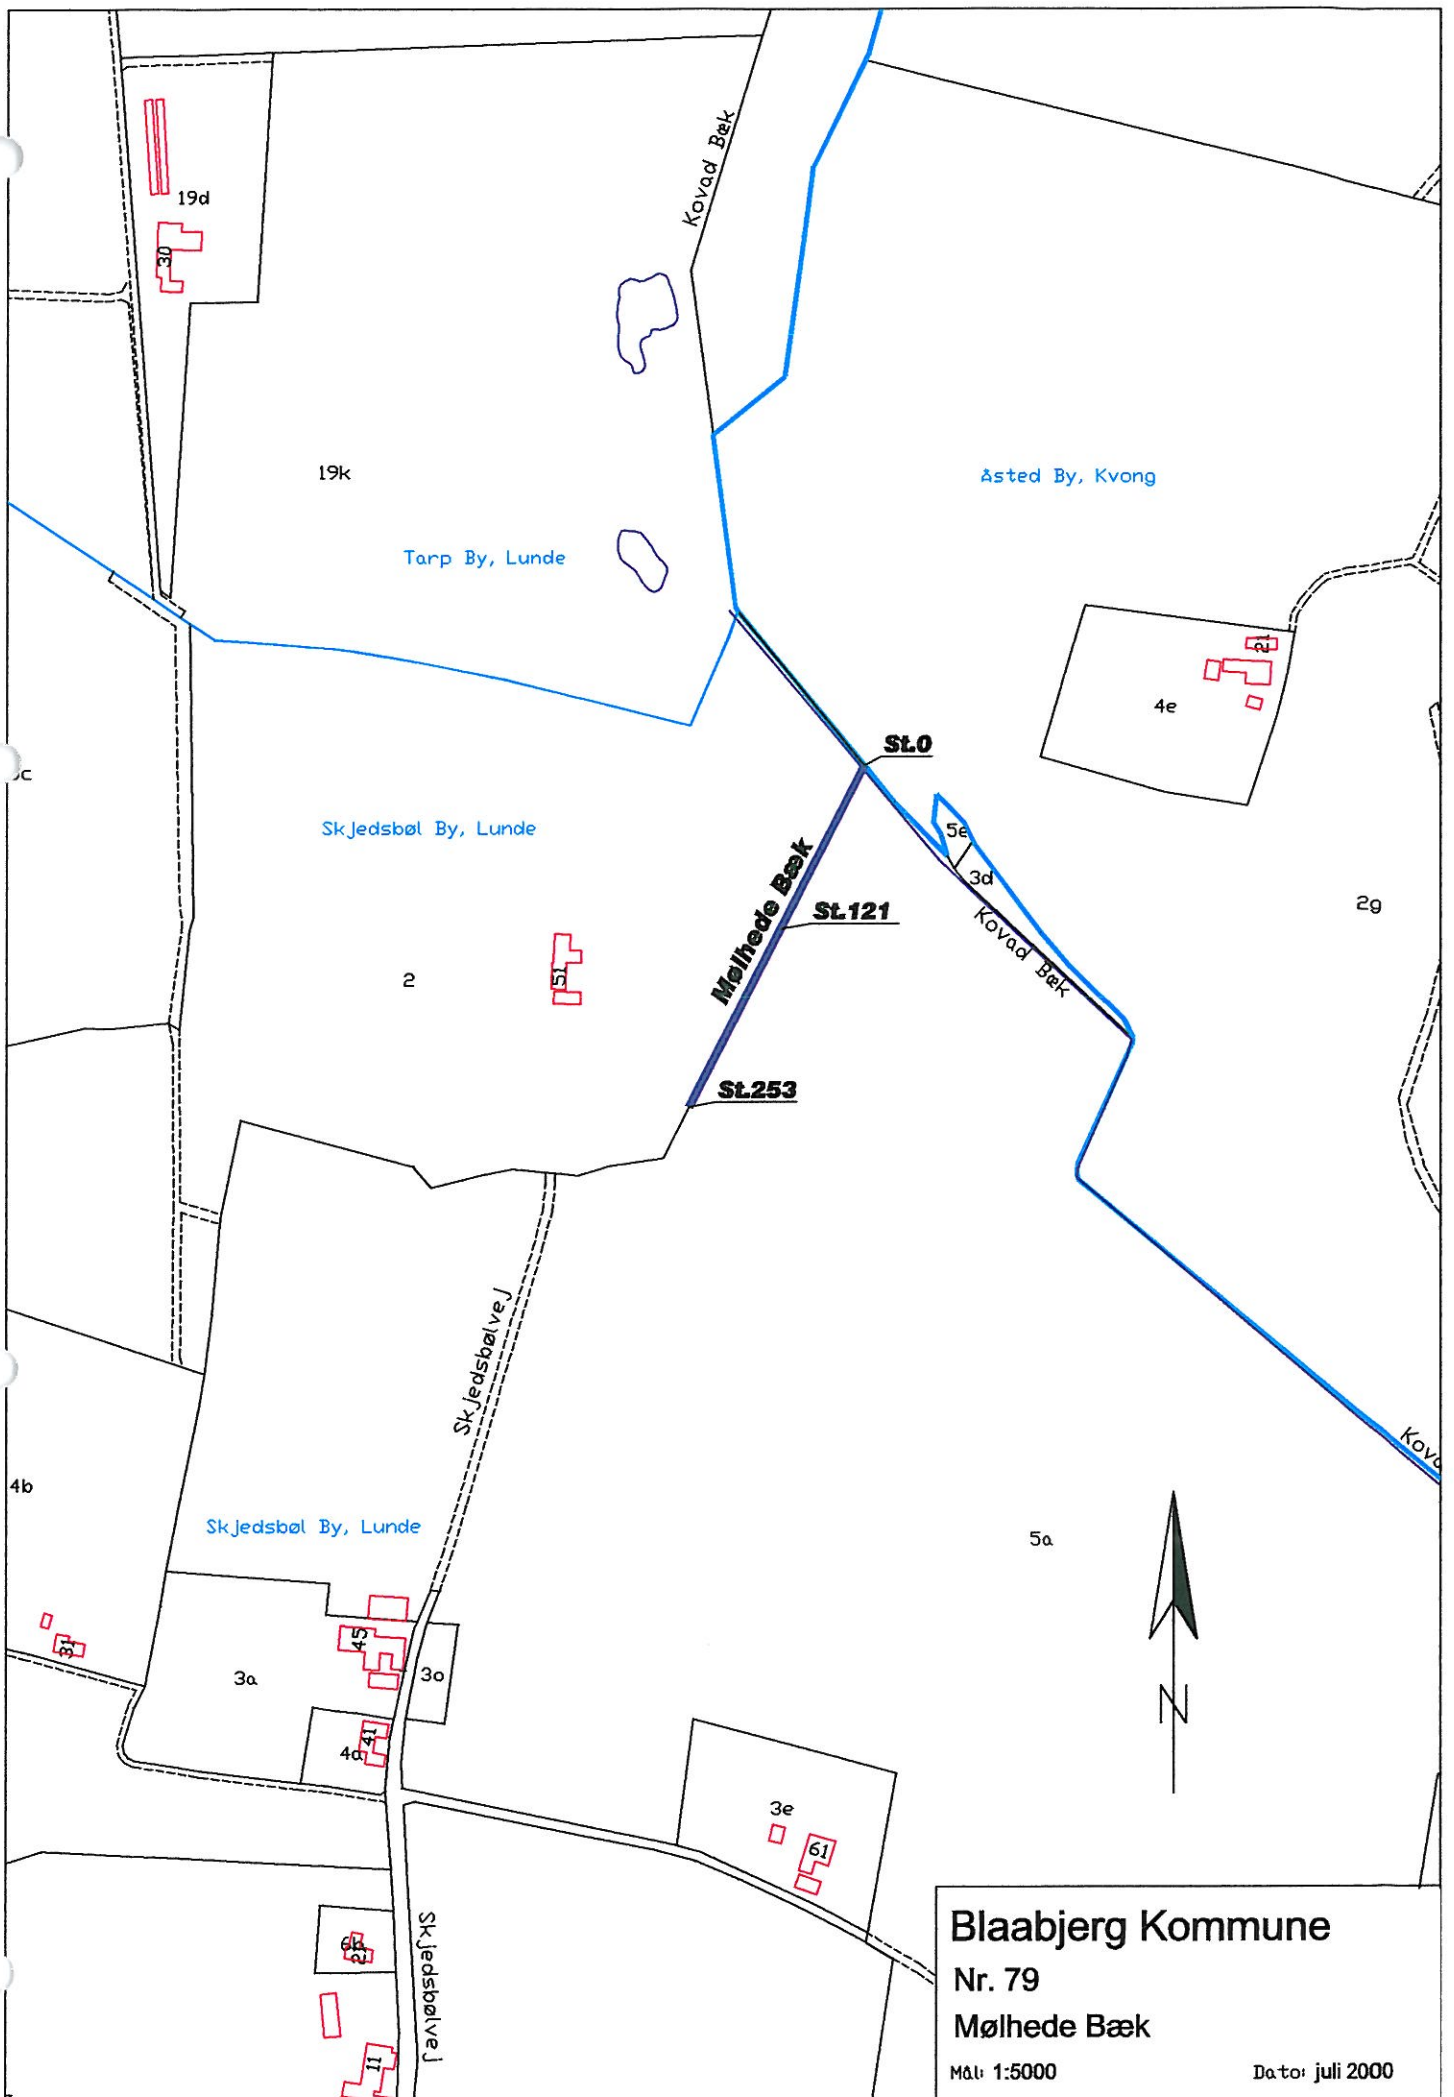 Kovad Bæk
19d
30
19k
Åsted By, Kvong
Tarp By, Lunde
21
4e
St.0
Skjedsbøl By, Lunde
5e
3d
Mølhede Bæk
St.121
2g
Kovad Bæk
2
51
St.253
Skjedsbølvej
4b
Skjedsbøl By, Lunde
5a
31
45
3a
3o
N
41
4a
3e
61
6b
21
Skjedsbølvej
11
Blaabjerg Kommune
Nr. 79
Mølhede Bæk
Mål: 1:5000
Dato: juli 2000